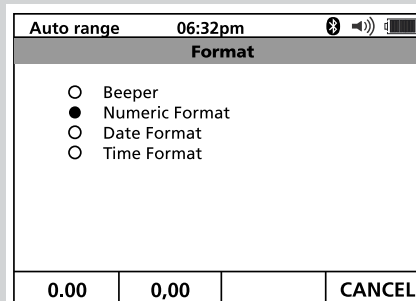 Auto range 06:32pm
Format
Beeper
Numeric Format
Date Format
Time Format
0.00 0,00 CANCEL